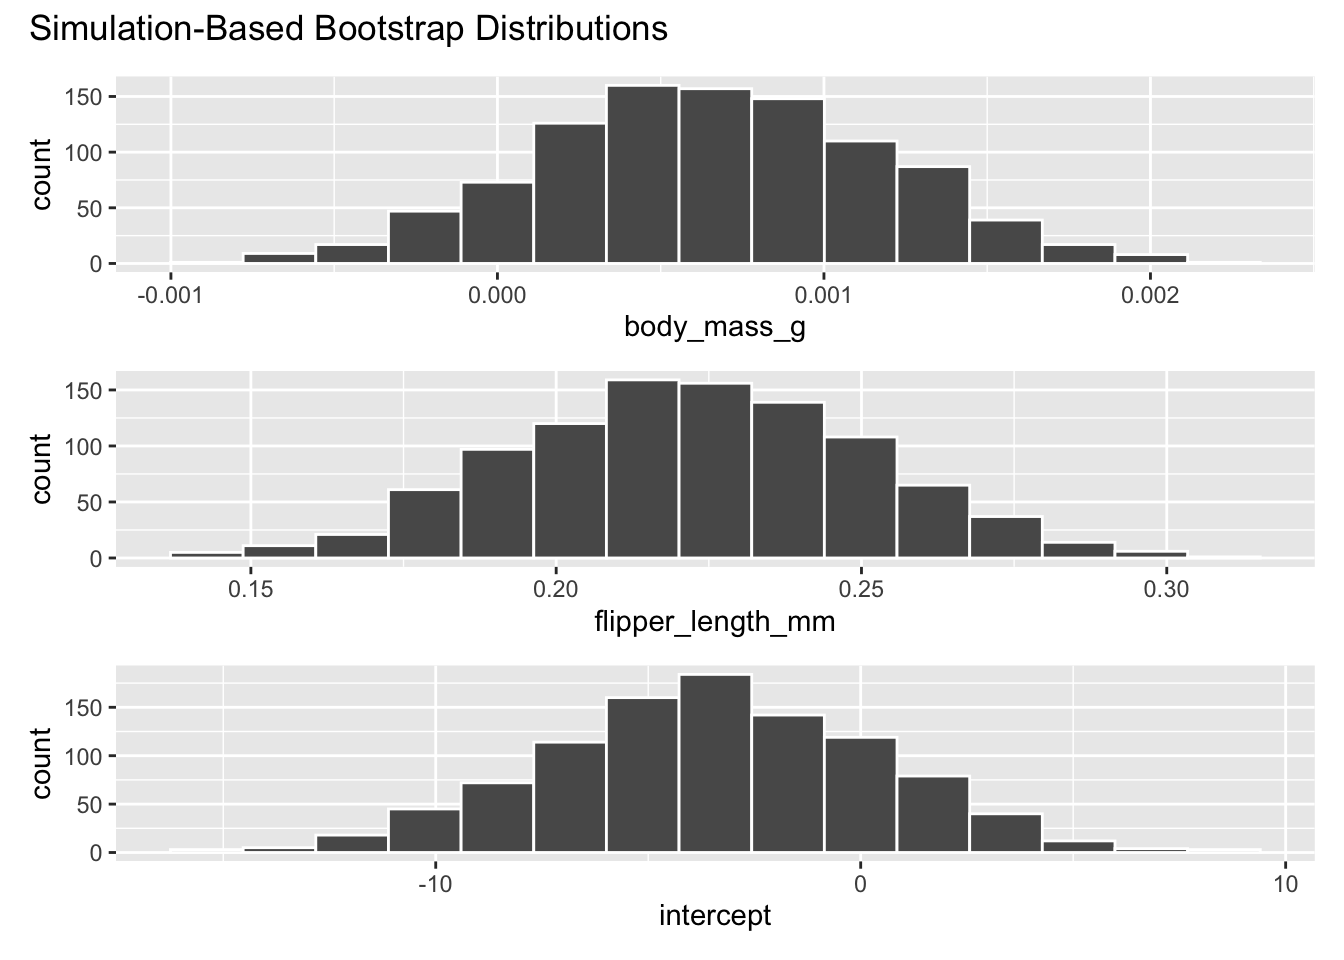 Simulation-Based Bootstrap Distributions
150
100
50
0
count
-0.001 0.000 0.001 0.002
body_mass_g
150
100
50
0
count
0.15 0.20 0.25 0.30
flipper_length_mm
150
100
50
0
count
-10 0 10
intercept